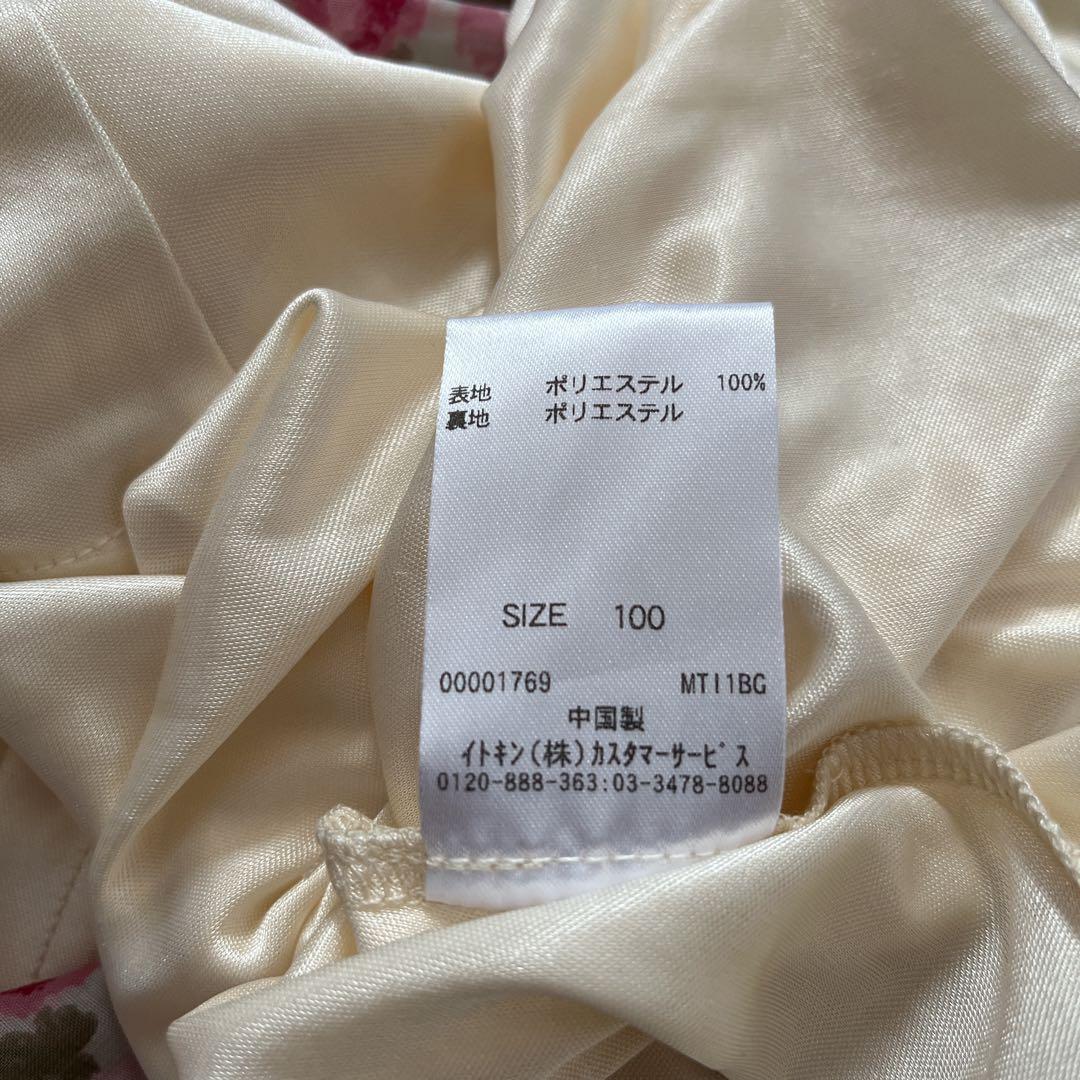 表地 ポリエステル 100%
裏地 ポリエステル
SIZE 100
00001769 MTI1BG
中国製
ｲﾄｷﾝ(株)ｶｽﾀﾏｰｻｰﾋﾞｽ
0120-888-363:03-3478-8088